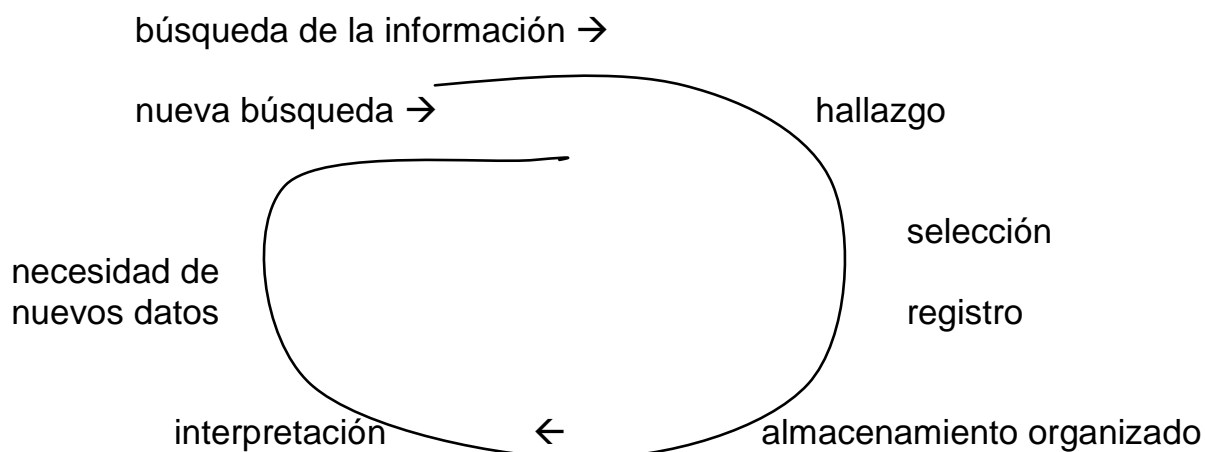 búsqueda de la información →
nueva búsqueda →
hallazgo
selección
necesidad de
nuevos datos
registro
interpretación
←
almacenamiento organizado